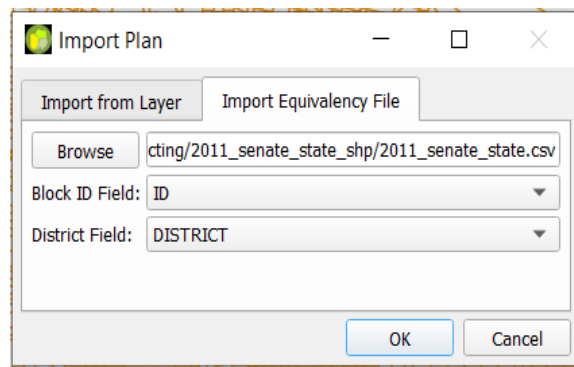 Import Plan
Import from Layer Import Equivalency File
Browse cting/2011_senate_state_shp/2011_senate_state.csv
Block ID Field: ID
District Field: DISTRICT
OK Cancel